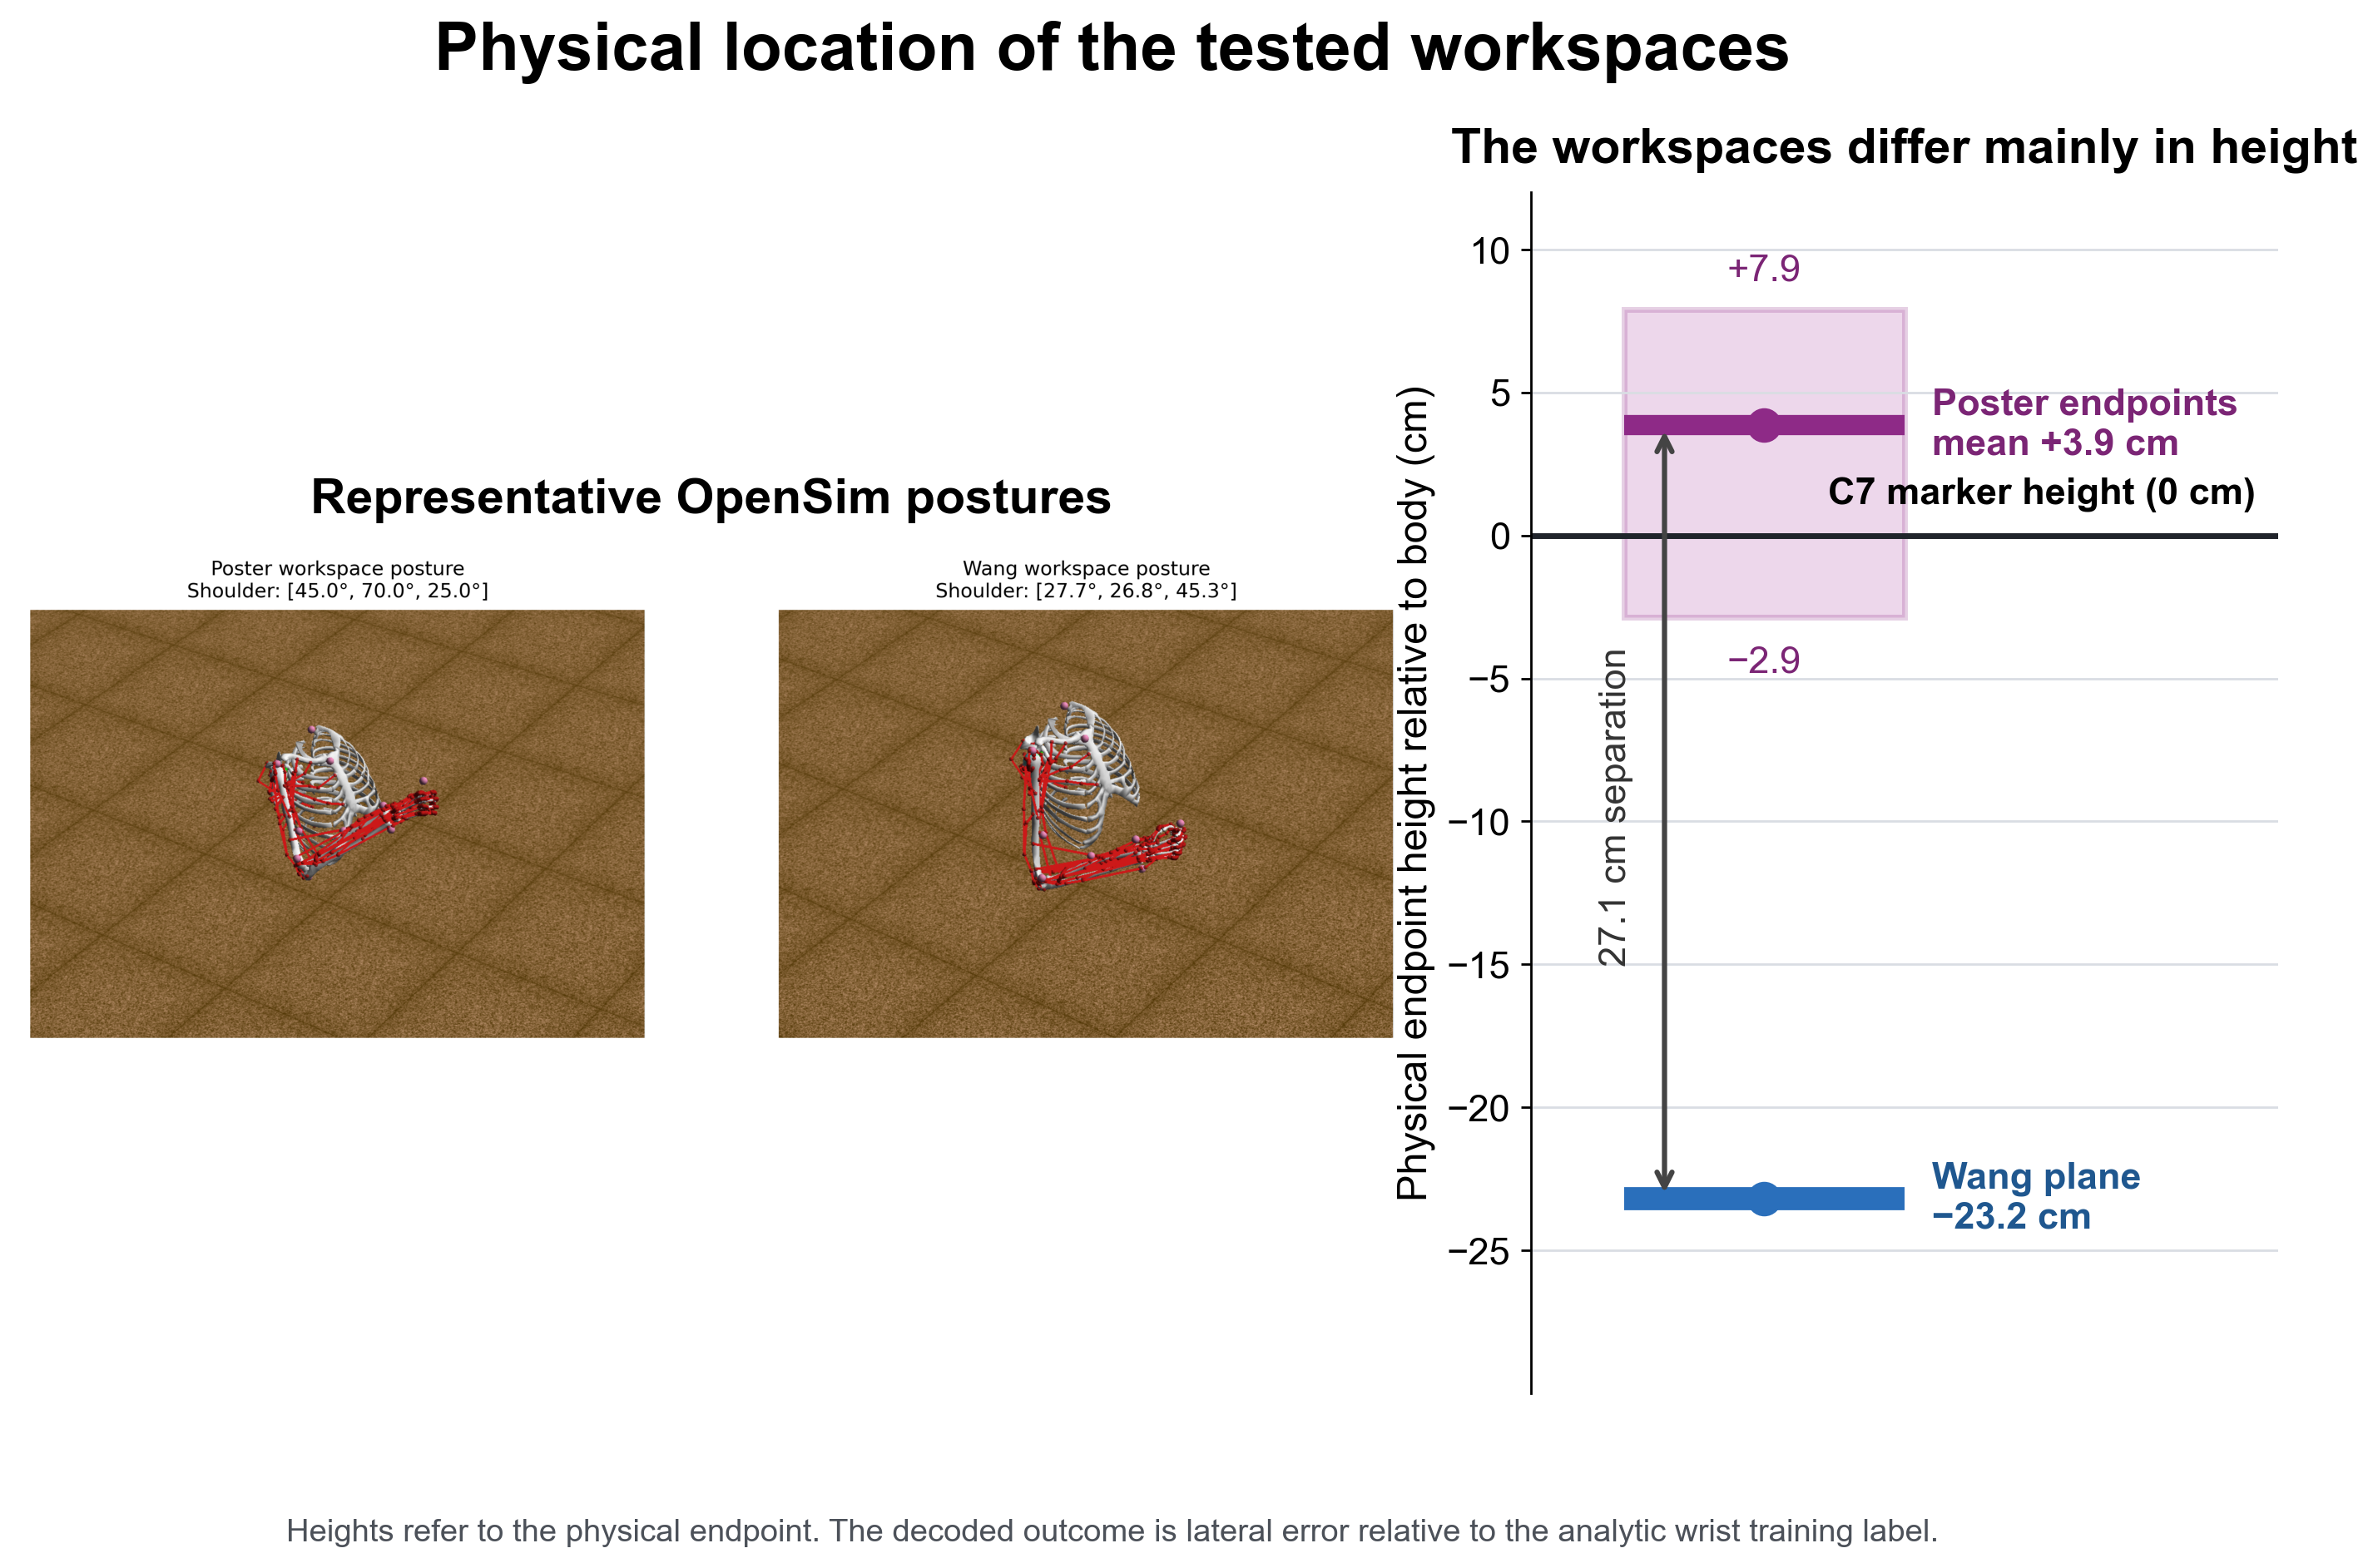 Physical location of the tested workspaces
Representative OpenSim postures
Poster workspace posture
Shoulder: [45.0°, 70.0°, 25.0°]
Wang workspace posture
Shoulder: [27.7°, 26.8°, 45.3°]
The workspaces differ mainly in height
Physical endpoint height relative to body (cm)
10
5
0
−5
−10
−15
−20
−25
+7.9
Poster endpoints
mean +3.9 cm
C7 marker height (0 cm)
−2.9
27.1 cm separation
Wang plane
−23.2 cm
Heights refer to the physical endpoint. The decoded outcome is lateral error relative to the analytic wrist training label.